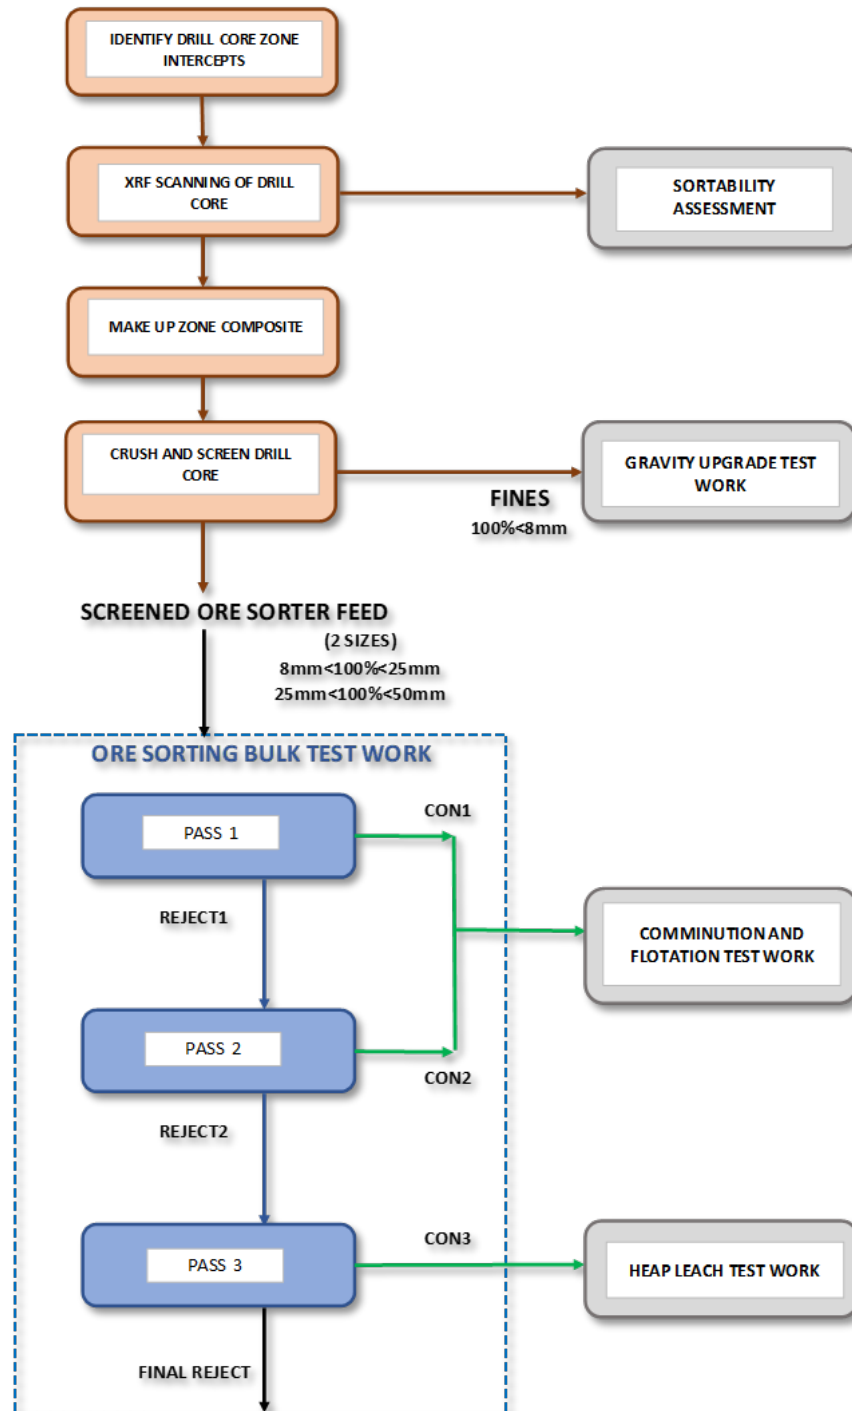 IDENTIFY DRILL CORE ZONE
INTERCEPTS
XRF SCANNING OF DRILL
CORE
SORTABILITY
ASSESSMENT
MAKE UP ZONE COMPOSITE
CRUSH AND SCREEN DRILL
CORE
FINES
100%<8mm
GRAVITY UPGRADE TEST
WORK
SCREENED ORE SORTER FEED
(2 SIZES)
8mm<100%<25mm
25mm<100%<50mm
ORE SORTING BULK TEST WORK
PASS 1
CON1
REJECT1
COMMINUTION AND
FLOTATION TEST WORK
PASS 2
CON2
REJECT2
PASS 3
CON3
HEAP LEACH TEST WORK
FINAL REJECT